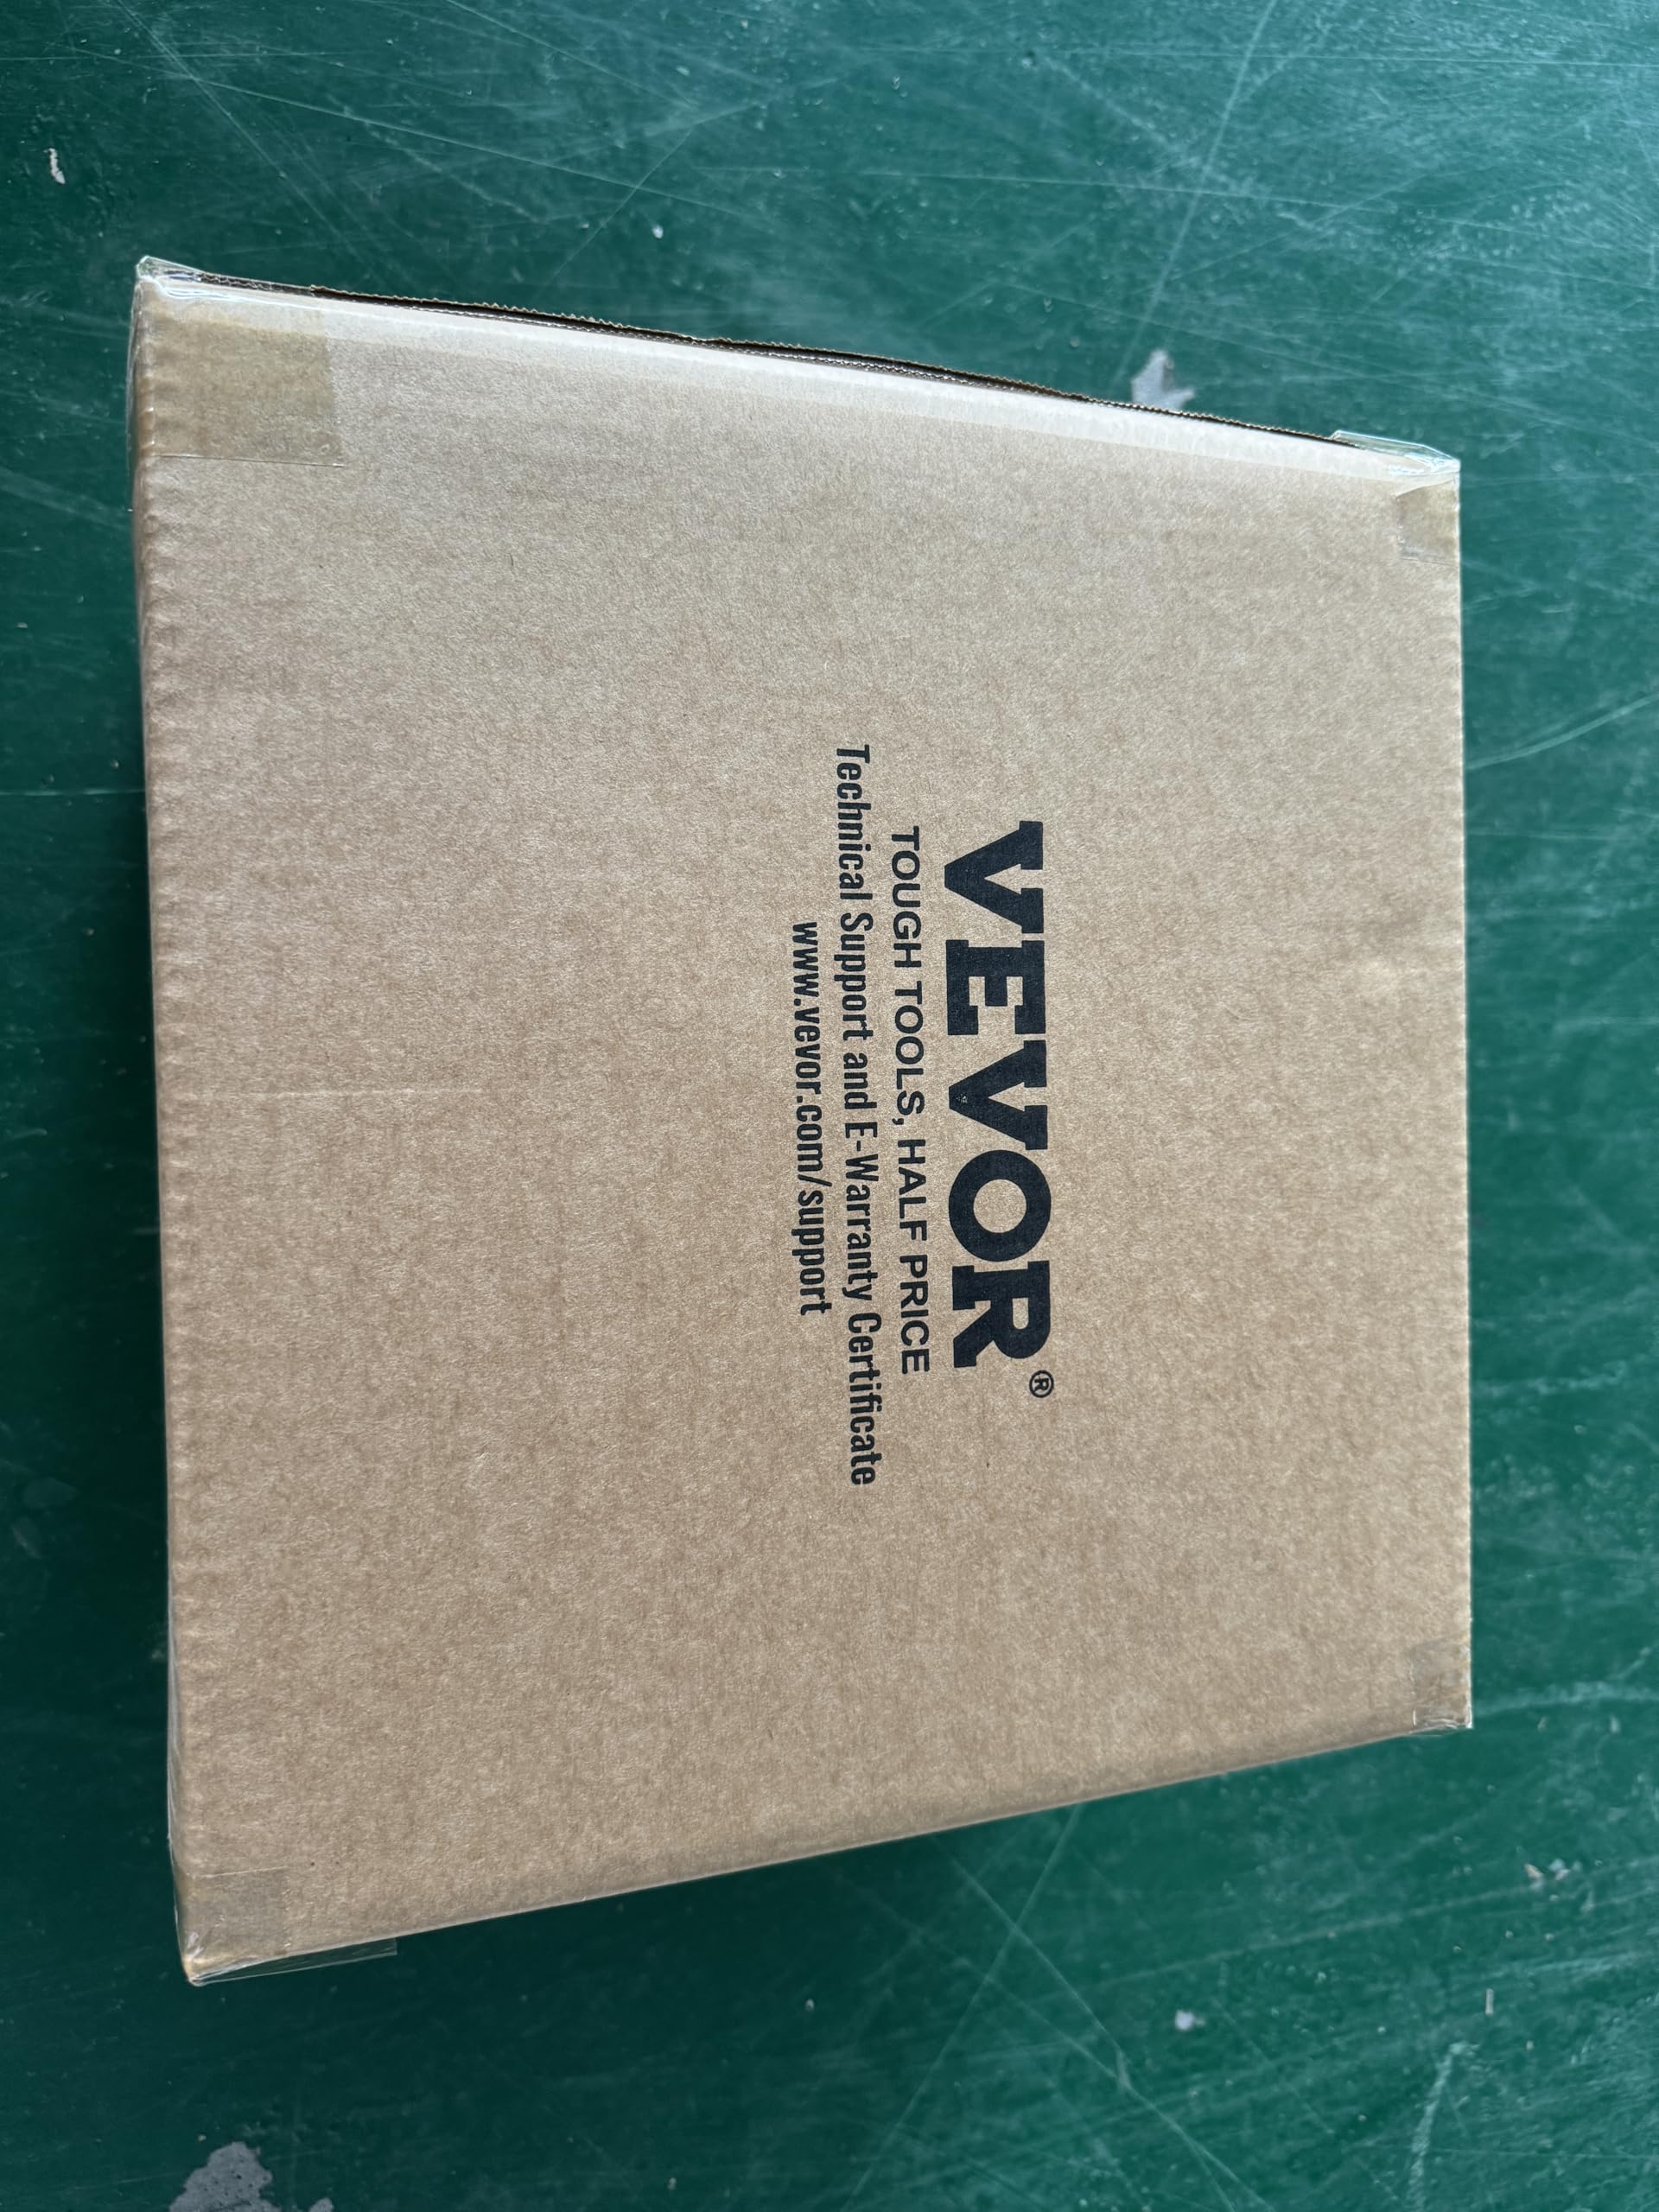 VEVOR®
TOUGH TOOLS, HALF PRICE
Technical Support and E-Warranty Certificate
www.vevor.com/support